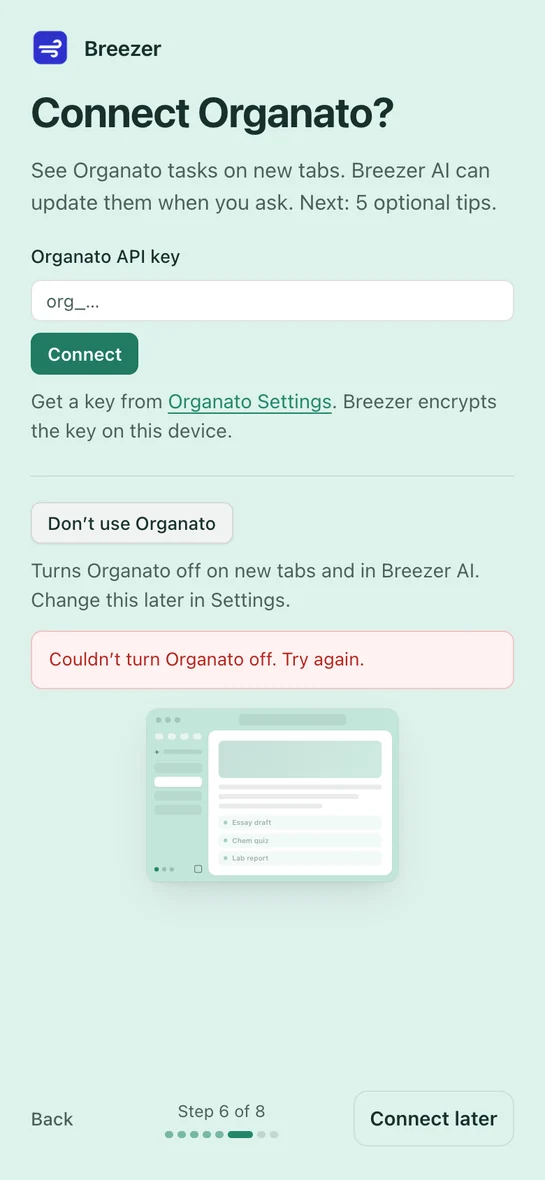 Breezer
Connect Organato?
See Organato tasks on new tabs. Breezer AI can
update them when you ask. Next: 5 optional tips.
Organato API key
org_...
Connect
Get a key from Organato Settings. Breezer encrypts
the key on this device.
Don’t use Organato
Turns Organato off on new tabs and in Breezer AI.
Change this later in Settings.
Couldn’t turn Organato off. Try again.
Essay draft
Chem quiz
Lab report
Back
Step 6 of 8
Connect later